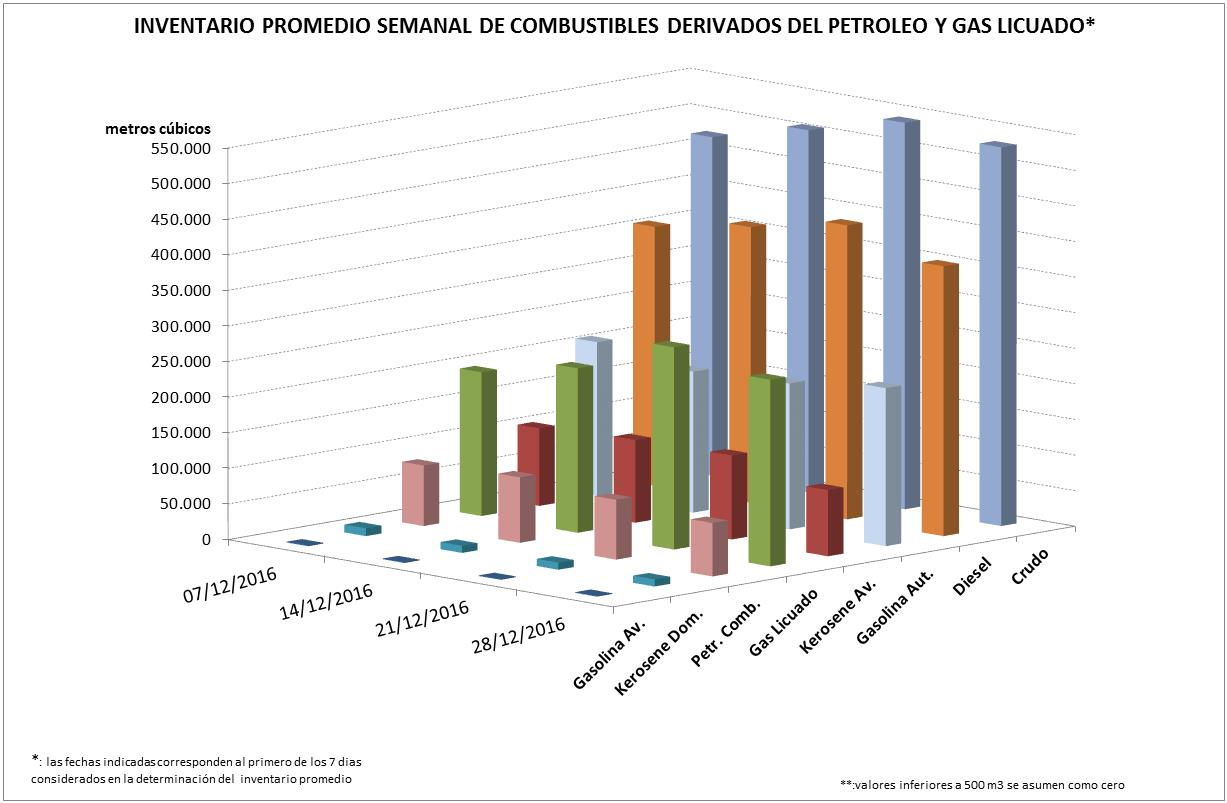 INVENTARIO PROMEDIO SEMANAL DE COMBUSTIBLES DERIVADOS DEL PETROLEO Y GAS LICUADO*
metros cúbicos
550.000
500.000
450.000
400.000
350.000
300.000
250.000
200.000
150.000
100.000
50.000
0
07/12/2016
14/12/2016
21/12/2016
28/12/2016
Gasolina Av.
Kerosene Dom.
Petr. Comb.
Gas Licuado
Kerosene Av.
Gasolina Aut.
Diesel
Crudo
*: las fechas indicadas corresponden al primero de los 7 dias
considerados en la determinación del inventario promedio
**:valores inferiores a 500 m3 se asumen como cero